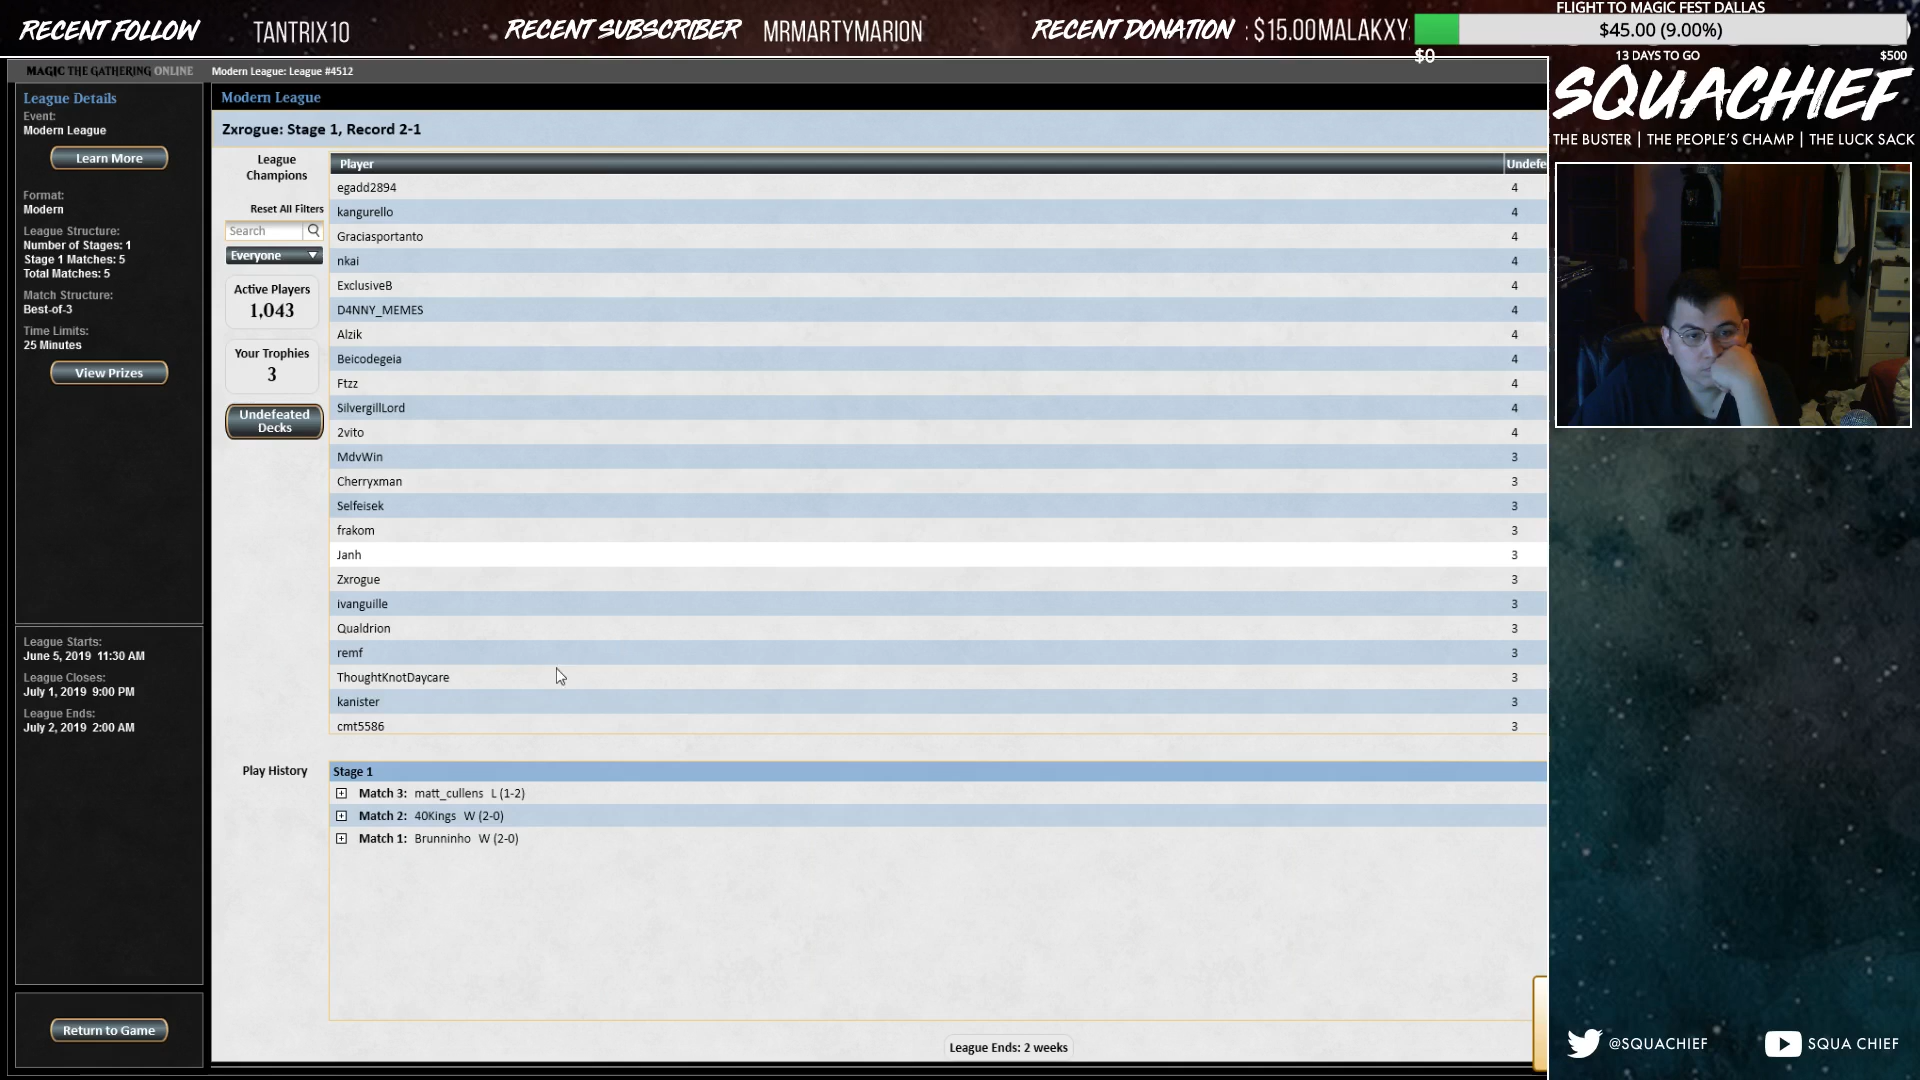 RECENT FOLLOW TANTRIX10 RECENT SUBSCRIBER MRMARTYMARION RECENT DONATION : $15.00 MALAKXY
FLIGHT TO MAGIC FEST DALLAS
$45.00 (9.00%)
$0 13 DAYS TO GO $500
MAGIC THE GATHERING ONLINE Modern League: League #4512
SQUACHIEF
THE BUSTER | THE PEOPLE'S CHAMP | THE LUCK SACK
League Details
Event:
Modern League
Learn More
Format:
Modern
League Structure:
Number of Stages: 1
Stage 1 Matches: 5
Total Matches: 5
Match Structure:
Best-of-3
Time Limits:
25 Minutes
View Prizes
League Starts:
June 5, 2019 11:30 AM
League Closes:
July 1, 2019 9:00 PM
League Ends:
July 2, 2019 2:00 AM
Return to Game
Modern League
Zxrogue: Stage 1, Record 2-1
League
Champions
Reset All Filters
Search
Everyone
Active Players
1,043
Your Trophies
3
Undefeated
Decks
Player Undefe
egadd2894 4
kangurello 4
Graciasportanto 4
nkai 4
ExclusiveB 4
D4NNY_MEMES 4
Alzik 4
Beicodegeia 4
Ftzz 4
SilvergillLord 4
2vito 4
MdvWin 3
Cherryxman 3
Selfeisek 3
frakom 3
Janh 3
Zxrogue 3
ivanguille 3
Qualdrion 3
remf 3
ThoughtKnotDaycare 3
kanister 3
cmt5586 3
Play History
Stage 1
Match 3: matt_cullens L (1-2)
Match 2: 40Kings W (2-0)
Match 1: Brunninho W (2-0)
League Ends: 2 weeks
@SQUACHIEF SQUA CHIEF